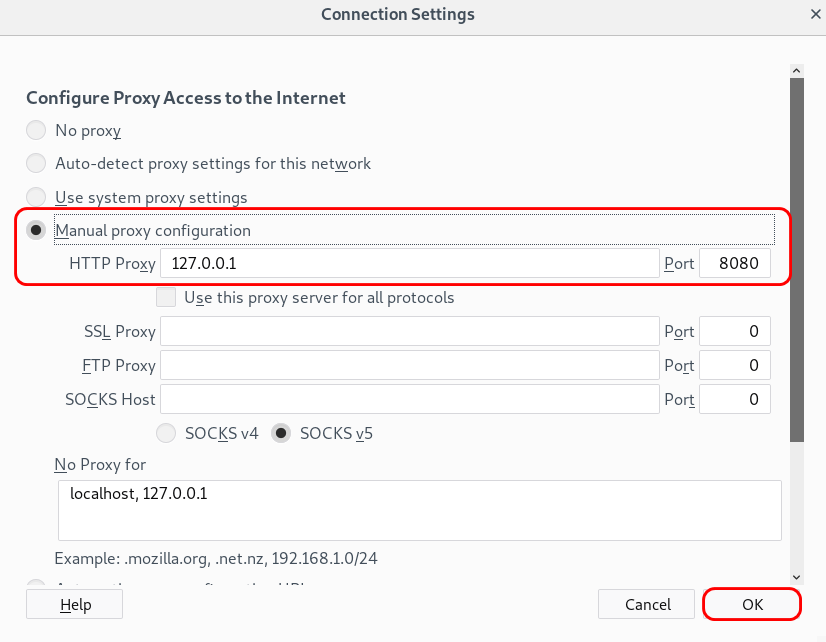 Connection Settings
Configure Proxy Access to the Internet
No proxy
Auto-detect proxy settings for this network
Use system proxy settings
Manual proxy configuration
HTTP Proxy 127.0.0.1 Port 8080
Use this proxy server for all protocols
SSL Proxy Port 0
FTP Proxy Port 0
SOCKS Host Port 0
SOCKS v4 SOCKS v5
No Proxy for
localhost, 127.0.0.1
Example: .mozilla.org, .net.nz, 192.168.1.0/24
Help Cancel OK